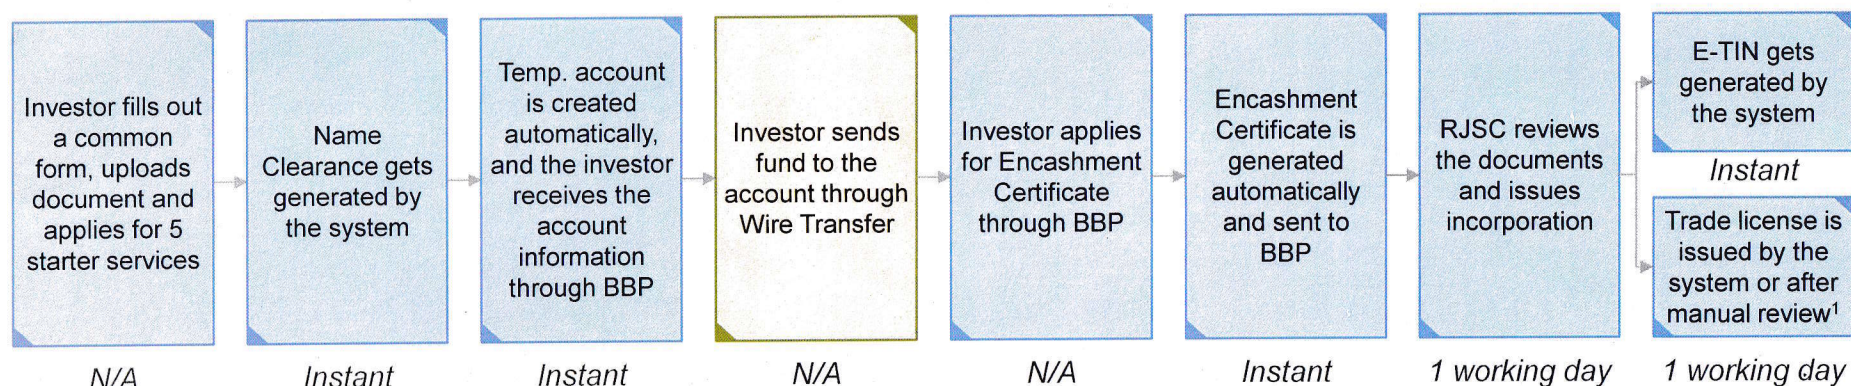 Investor fills out
a common
form, uploads
document and
applies for 5
starter services
N/A
Name
Clearance gets
generated by
the system
Instant
Temp. account
is created
automatically,
and the investor
receives the
account
information
through BBP
Instant
Investor sends
fund to the
account through
Wire Transfer
N/A
Investor applies
for Encashment
Certificate
through BBP
N/A
Encashment
Certificate is
generated
automatically
and sent to
BBP
Instant
RJSC reviews
the documents
and issues
incorporation
1 working day
E-TIN gets
generated by
the system
Instant
Trade license is
issued by the
system or after
manual review¹
1 working day